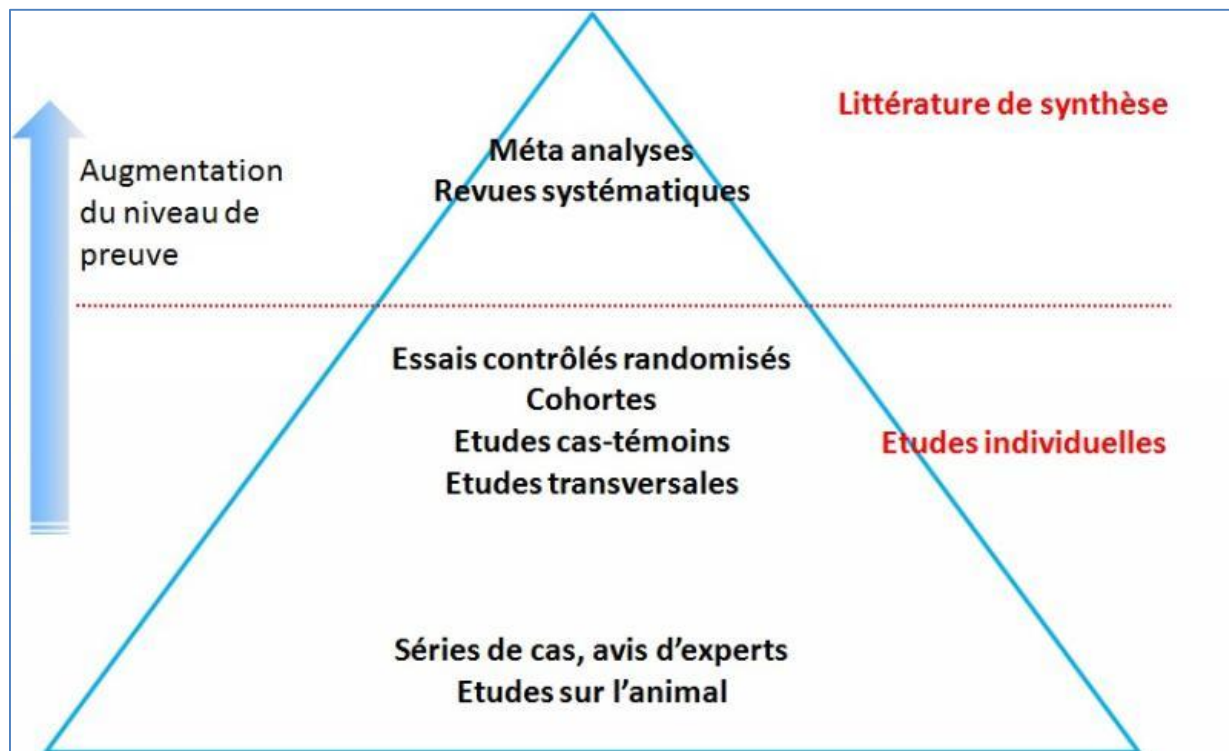 Littérature de synthèse
Méta analyses
Revues systématiques
Augmentation
du niveau de
preuve
Essais contrôlés randomisés
Cohortes
Etudes cas-témoins
Etudes transversales
Etudes individuelles
Séries de cas, avis d’experts
Etudes sur l’animal